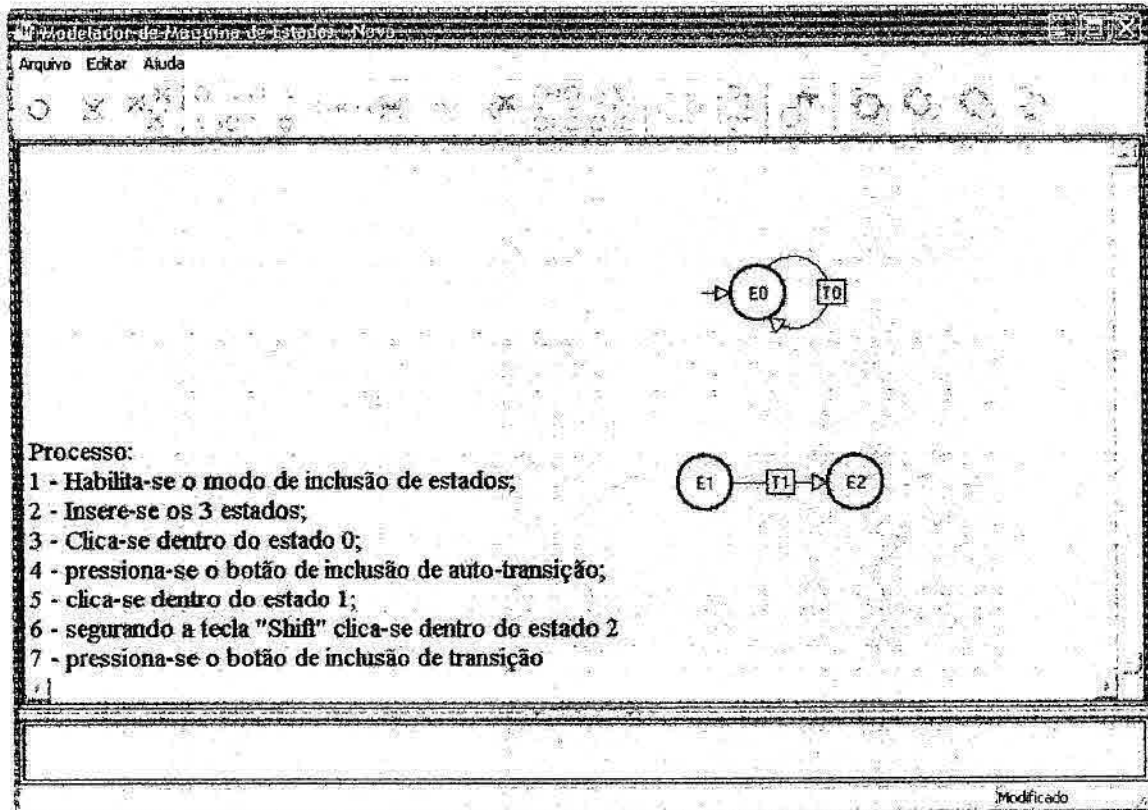 Modelador de Maquina de Estados - Novo
Arquivo Editar Ajuda
E0
T0
E1
T1
E2
Processo:
1 - Habilita-se o modo de inclusão de estados;
2 - Insere-se os 3 estados;
3 - Clica-se dentro do estado 0;
4 - pressiona-se o botão de inclusão de auto-transição;
5 - clica-se dentro do estado 1;
6 - segurando a tecla "Shift" clica-se dentro do estado 2
7 - pressiona-se o botão de inclusão de transição
Modificado